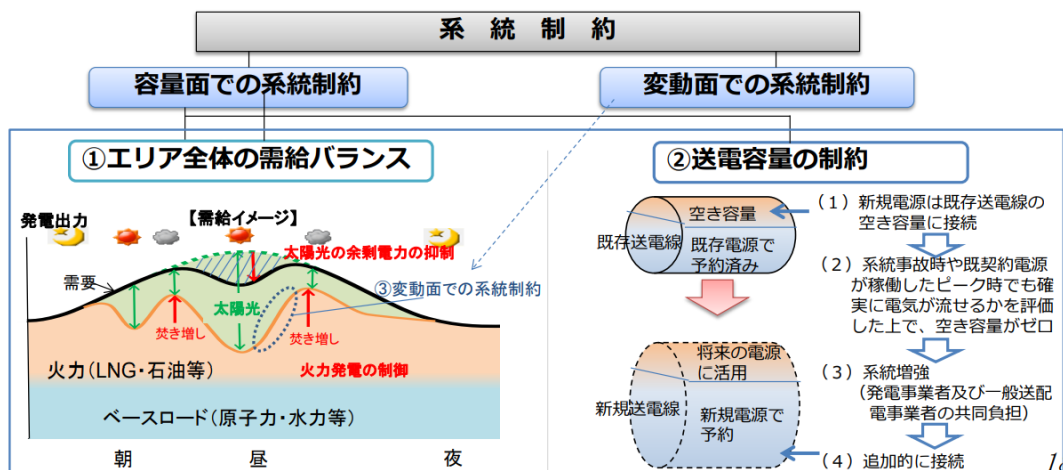 系 統 制 約
容量面での系統制約
変動面での系統制約
①エリア全体の需給バランス
発電出力
【需給イメージ】
太陽光の余剰電力の抑制
需要
③変動面での系統制約
太陽光
焚き増し
焚き増し
火力(LNG・石油等)
火力発電の制御
ベースロード(原子力・水力等)
朝
昼
夜
②送電容量の制約
空き容量
既存送電線
既存電源で
予約済み
将来の電源
に活用
新規送電線
新規電源で
予約
(1)新規電源は既存送電線の
空き容量に接続
(2)系統事故時や既契約電源
が稼働したピーク時でも確
実に電気が流せるかを評価
した上で、空き容量がゼロ
(3)系統増強
(発電事業者及び一般送配
電事業者の共同負担)
(4)追加的に接続